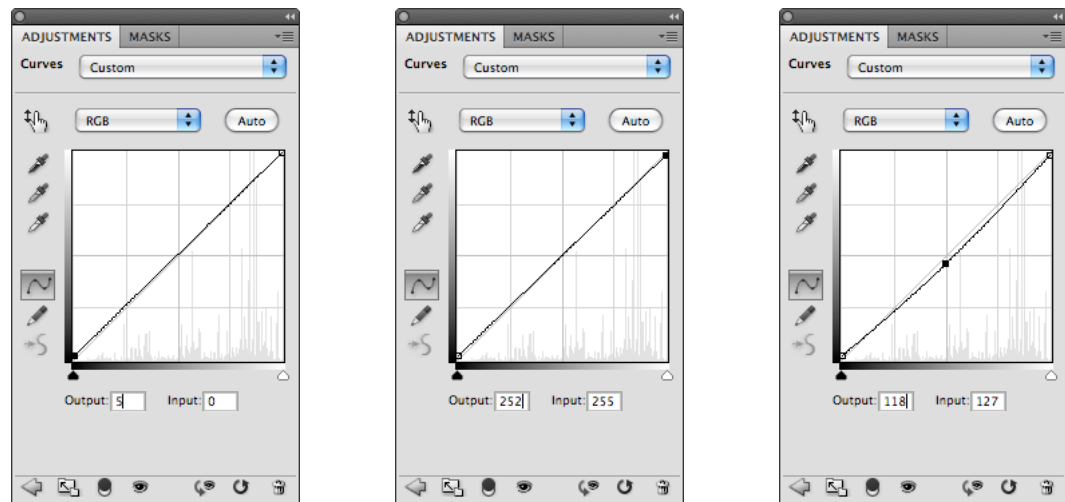 ADJUSTMENTS MASKS
Curves Custom
RGB Auto
Output: 5 Input: 0
ADJUSTMENTS MASKS
Curves Custom
RGB Auto
Output: 252 Input: 255
ADJUSTMENTS MASKS
Curves Custom
RGB Auto
Output: 118 Input: 127